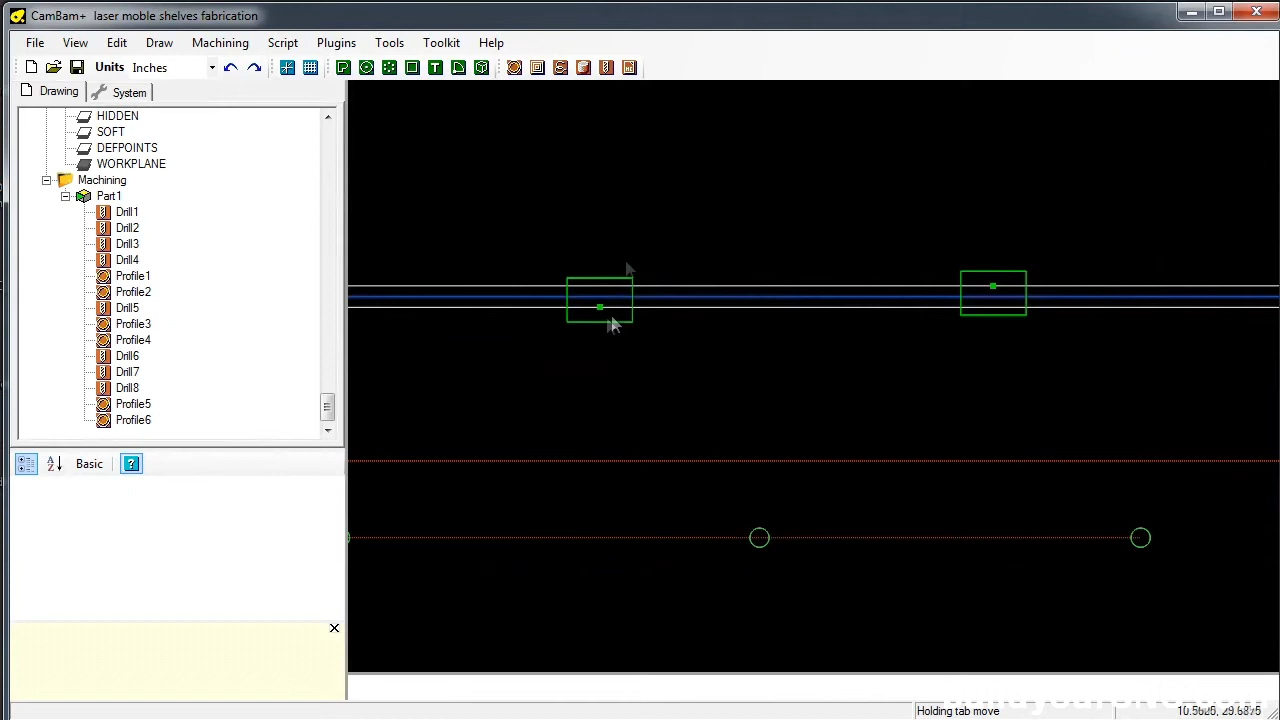 CamBam+ laser moble shelves fabrication
File View Edit Draw Machining Script Plugins Tools Toolkit Help
Units Inches
Drawing System
HIDDEN
SOFT
DEFPOINTS
WORKPLANE
Machining
Part1
Drill1
Drill2
Drill3
Drill4
Profile1
Profile2
Drill5
Profile3
Profile4
Drill6
Drill7
Drill8
Profile5
Profile6
Basic
Holding tab move